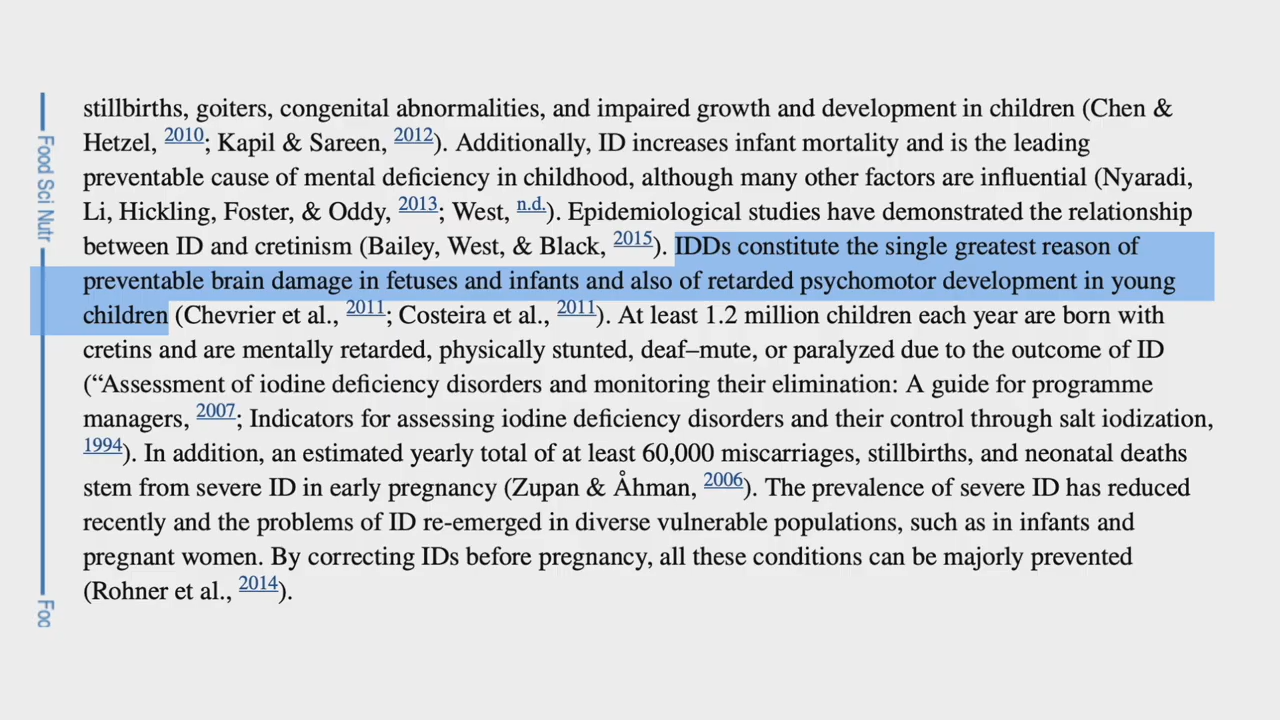 stillbirths, goiters, congenital abnormalities, and impaired growth and development in children (Chen &
Hetzel, 2010; Kapil & Sareen, 2012). Additionally, ID increases infant mortality and is the leading
preventable cause of mental deficiency in childhood, although many other factors are influential (Nyaradi,
Li, Hickling, Foster, & Oddy, 2013; West, n.d.). Epidemiological studies have demonstrated the relationship
between ID and cretinism (Bailey, West, & Black, 2015). IDDs constitute the single greatest reason of
preventable brain damage in fetuses and infants and also of retarded psychomotor development in young
children (Chevrier et al., 2011; Costeira et al., 2011). At least 1.2 million children each year are born with
cretins and are mentally retarded, physically stunted, deaf–mute, or paralyzed due to the outcome of ID
(“Assessment of iodine deficiency disorders and monitoring their elimination: A guide for programme
managers, 2007; Indicators for assessing iodine deficiency disorders and their control through salt iodization,
1994). In addition, an estimated yearly total of at least 60,000 miscarriages, stillbirths, and neonatal deaths
stem from severe ID in early pregnancy (Zupan & Åhman, 2006). The prevalence of severe ID has reduced
recently and the problems of ID re-emerged in diverse vulnerable populations, such as in infants and
pregnant women. By correcting IDs before pregnancy, all these conditions can be majorly prevented
(Rohner et al., 2014).
Food Sci Nutr
Foo